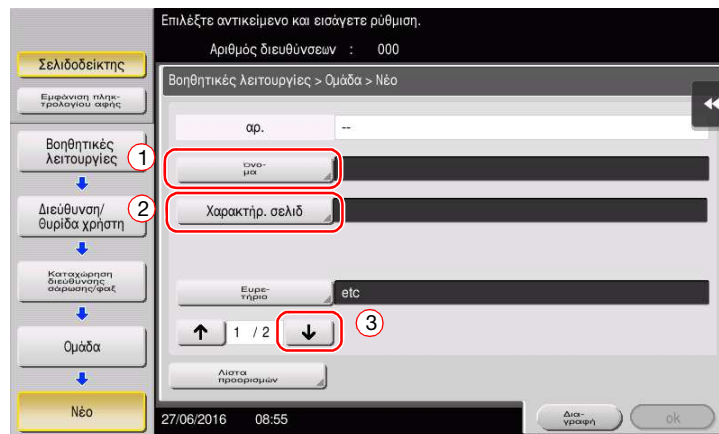 Επιλέξτε αντικείμενο και εισάγετε ρύθμιση.
Αριθμός διευθύνσεων : 000
Σελιδοδείκτης
Εμφάνιση πληκ-
τρολογίου αφής
Βοηθητικές
λειτουργίες
Διεύθυνση/
θυρίδα χρήστη
Καταχώρηση
διεύθυνσης
σάρωσης/φαξ
Ομάδα
Νέο
Βοηθητικές λειτουργίες > Ομάδα > Νέο
αρ.
--
1
Όνο-
μα
2
Χαρακτήρ. σελιδ
Ευρε-
τήριο
etc
1 / 2
3
Λίστα
προορισμών
27/06/2016 08:55
Δια-
γραφή
ok